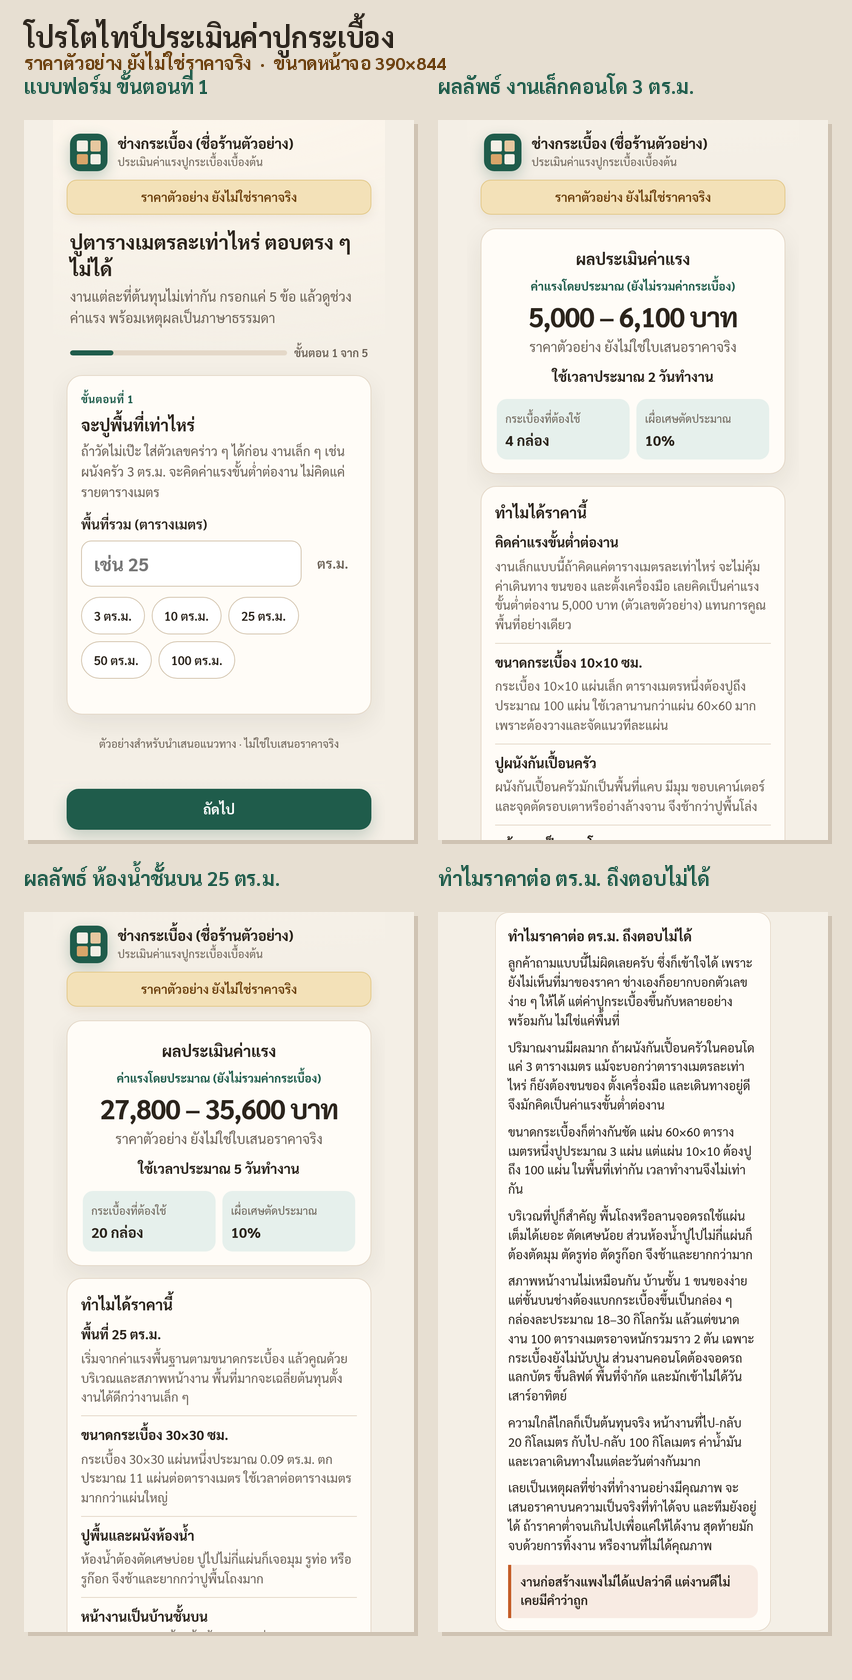 โปรโตไทป์ประเมินค่าปูกระเบื้อง
ราคาตัวอย่าง ยังไม่ใช่ราคาจริง · ขนาดหน้าจอ 390×844
แบบฟอร์ม ขั้นตอนที่ 1
ช่างกระเบื้อง (ชื่อร้านตัวอย่าง)
ประเมินค่าแรงปูกระเบื้องเบื้องต้น
ราคาตัวอย่าง ยังไม่ใช่ราคาจริง
ปูตารางเมตรละเท่าไหร่ ตอบตรง ๆ
ไม่ได้
งานแต่ละที่ต้นทุนไม่เท่ากัน กรอกแค่ 5 ข้อ แล้วดูช่วง
ค่าแรง พร้อมเหตุผลเป็นภาษาธรรมดา
ขั้นตอน 1 จาก 5
ขั้นตอนที่ 1
จะปูพื้นที่เท่าไหร่
ถ้าวัดไม่เป๊ะ ใส่ตัวเลขคร่าว ๆ ได้ก่อน งานเล็ก ๆ เช่น
ผนังครัว 3 ตร.ม. จะคิดค่าแรงขั้นต่ำต่องาน ไม่คิดแค่
รายตารางเมตร
พื้นที่รวม (ตารางเมตร)
เช่น 25 ตร.ม.
3 ตร.ม. 10 ตร.ม. 25 ตร.ม.
50 ตร.ม. 100 ตร.ม.
ตัวอย่างสำหรับนำเสนอแนวทาง · ไม่ใช่ใบเสนอราคาจริง
ถัดไป
ผลลัพธ์ งานเล็กคอนโด 3 ตร.ม.
ช่างกระเบื้อง (ชื่อร้านตัวอย่าง)
ประเมินค่าแรงปูกระเบื้องเบื้องต้น
ราคาตัวอย่าง ยังไม่ใช่ราคาจริง
ผลประเมินค่าแรง
ค่าแรงโดยประมาณ (ยังไม่รวมค่ากระเบื้อง)
5,000 – 6,100 บาท
ราคาตัวอย่าง ยังไม่ใช่ใบเสนอราคาจริง
ใช้เวลาประมาณ 2 วันทำงาน
กระเบื้องที่ต้องใช้ เผื่อเศษตัดประมาณ
4 กล่อง 10%
ทำไมได้ราคานี้
คิดค่าแรงขั้นต่ำต่องาน
งานเล็กแบบนี้ถ้าคิดแค่ตารางเมตรละเท่าไหร่ จะไม่คุ้ม
ค่าเดินทาง ขนของ และตั้งเครื่องมือ เลยคิดเป็นค่าแรง
ขั้นต่ำต่องาน 5,000 บาท (ตัวเลขตัวอย่าง) แทนการคูณ
พื้นที่อย่างเดียว
ขนาดกระเบื้อง 10×10 ซม.
กระเบื้อง 10×10 แผ่นเล็ก ตารางเมตรหนึ่งต้องปูถึง
ประมาณ 100 แผ่น ใช้เวลานานกว่าแผ่น 60×60 มาก
เพราะต้องวางและจัดแนวทีละแผ่น
ปูผนังกันเปื้อนครัว
ผนังกันเปื้อนครัวมักเป็นพื้นที่แคบ มีมุม ขอบเคาน์เตอร์
และจุดตัดรอบเตาหรืออ่างล้างจาน จึงช้ากว่าปูพื้นโล่ง
ผลลัพธ์ ห้องน้ำชั้นบน 25 ตร.ม.
ช่างกระเบื้อง (ชื่อร้านตัวอย่าง)
ประเมินค่าแรงปูกระเบื้องเบื้องต้น
ราคาตัวอย่าง ยังไม่ใช่ราคาจริง
ผลประเมินค่าแรง
ค่าแรงโดยประมาณ (ยังไม่รวมค่ากระเบื้อง)
27,800 – 35,600 บาท
ราคาตัวอย่าง ยังไม่ใช่ใบเสนอราคาจริง
ใช้เวลาประมาณ 5 วันทำงาน
กระเบื้องที่ต้องใช้ เผื่อเศษตัดประมาณ
20 กล่อง 10%
ทำไมได้ราคานี้
พื้นที่ 25 ตร.ม.
เริ่มจากค่าแรงพื้นฐานตามขนาดกระเบื้อง แล้วคูณด้วย
บริเวณและสภาพหน้างาน พื้นที่มากจะเฉลี่ยต้นทุนตั้ง
งานได้ดีกว่างานเล็ก ๆ
ขนาดกระเบื้อง 30×30 ซม.
กระเบื้อง 30×30 แผ่นหนึ่งประมาณ 0.09 ตร.ม. ตก
ประมาณ 11 แผ่นต่อตารางเมตร ใช้เวลาต่อตารางเมตร
มากกว่าแผ่นใหญ่
ปูพื้นและผนังห้องน้ำ
ห้องน้ำต้องตัดเศษบ่อย ปูไปไม่กี่แผ่นก็เจอมุม รูท่อ หรือ
รูก๊อก จึงช้าและยากกว่าปูพื้นโถงมาก
หน้างานเป็นบ้านชั้นบน
ทำไมราคาต่อ ตร.ม. ถึงตอบไม่ได้
ทำไมราคาต่อ ตร.ม. ถึงตอบไม่ได้
ลูกค้าถามแบบนี้ไม่ผิดเลยครับ ซึ่งก็เข้าใจได้ เพราะ
ยังไม่เห็นที่มาของราคา ช่างเองก็อยากบอกตัวเลข
ง่าย ๆ ให้ได้ แต่ค่าปูกระเบื้องขึ้นกับหลายอย่าง
พร้อมกัน ไม่ใช่แค่พื้นที่
ปริมาณงานมีผลมาก ถ้าผนังกันเปื้อนครัวในคอนโด
แค่ 3 ตารางเมตร แม้จะบอกว่าตารางเมตรละเท่า
ไหร่ ก็ยังต้องขนของ ตั้งเครื่องมือ และเดินทางอยู่ดี
จึงมักคิดเป็นค่าแรงขั้นต่ำต่องาน
ขนาดกระเบื้องก็ต่างกันชัด แผ่น 60×60 ตาราง
เมตรหนึ่งปูประมาณ 3 แผ่น แต่แผ่น 10×10 ต้องปู
ถึง 100 แผ่น ในพื้นที่เท่ากัน เวลาทำงานจึงไม่เท่า
กัน
บริเวณที่ปูก็สำคัญ พื้นโถงหรือลานจอดรถใช้แผ่น
เต็มได้เยอะ ตัดเศษน้อย ส่วนห้องน้ำปูไปไม่กี่แผ่นก็
ต้องตัดมุม ตัดรูท่อ ตัดรูก๊อก จึงช้าและยากกว่ามาก
สภาพหน้างานไม่เหมือนกัน บ้านชั้น 1 ขนของง่าย
แต่ชั้นบนช่างต้องแบกกระเบื้องขึ้นเป็นกล่อง ๆ
กล่องละประมาณ 18–30 กิโลกรัม แล้วแต่ขนาด
งาน 100 ตารางเมตรอาจหนักรวมราว 2 ตัน เฉพาะ
กระเบื้องยังไม่นับปูน ส่วนงานคอนโดต้องจอดรถ
แลกบัตร ขึ้นลิฟต์ พื้นที่จำกัด และมักเข้าไม่ได้วัน
เสาร์อาทิตย์
ความใกล้ไกลก็เป็นต้นทุนจริง หน้างานที่ไป-กลับ
20 กิโลเมตร กับไป-กลับ 100 กิโลเมตร ค่าน้ำมัน
และเวลาเดินทางในแต่ละวันต่างกันมาก
เลยเป็นเหตุผลที่ช่างที่ทำงานอย่างมีคุณภาพ จะ
เสนอราคาบนความเป็นจริงที่ทำได้จบ และทีมยังอยู่
ได้ ถ้าราคาต่ำจนเกินไปเพื่อแค่ให้ได้งาน สุดท้ายมัก
จบด้วยการทิ้งงาน หรืองานที่ไม่ได้คุณภาพ
งานก่อสร้างแพงไม่ได้แปลว่าดี แต่งานดีไม่
เคยมีคำว่าถูก